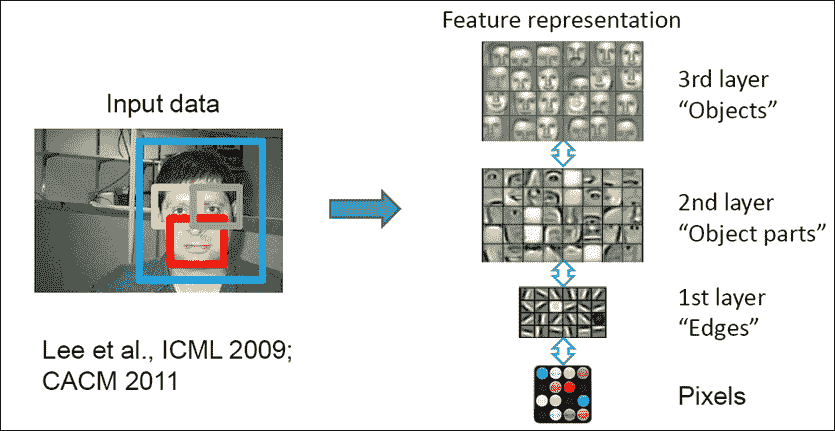 Feature representation
Input data
3rd layer
“Objects”
2nd layer
“Object parts”
1st layer
“Edges”
Pixels
Lee et al., ICML 2009;
CACM 2011